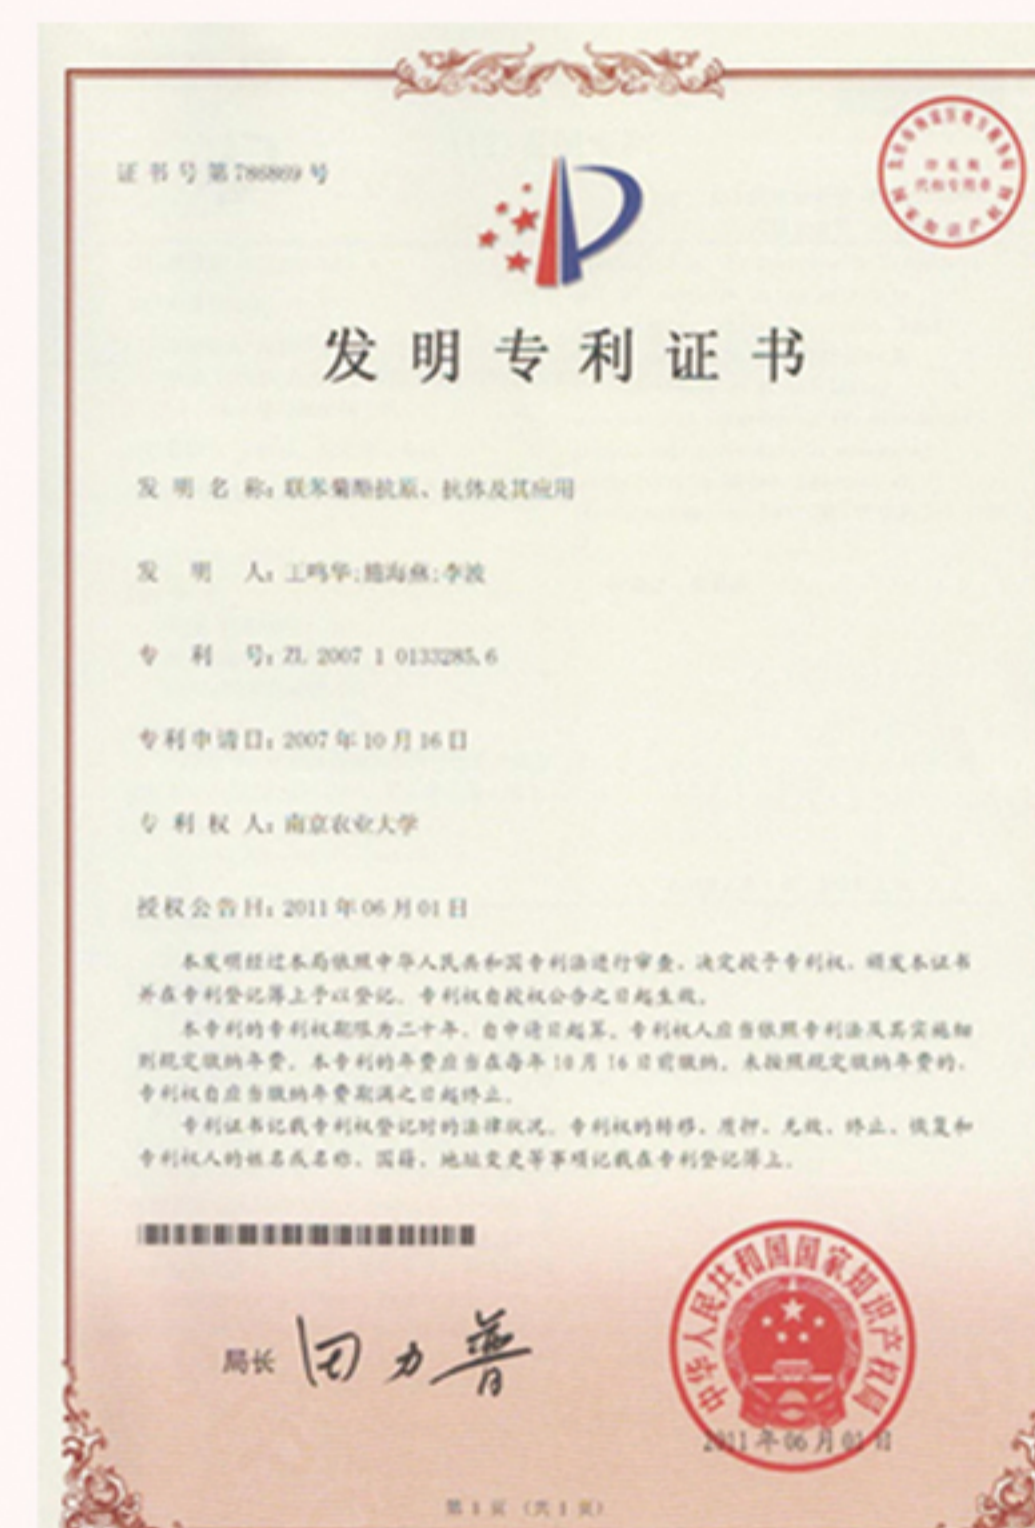 证书号第786869号
发明专利证书
发 明 名 称：联苯菊酯抗原、抗体及其应用
发 明 人：王鸣华;施海燕;李波
专 利 号：ZL 2007 1 0133285.6
专利申请日：2007年10月16日
专 利 权 人：南京农业大学
授权公告日：2011年06月01日
本发明经过本局依照中华人民共和国专利法进行审查，决定授予专利权，颁发本证书
并在专利登记簿上予以登记。专利权自授权公告之日起生效。
本专利的专利权期限为二十年，自申请日起算。专利权人应当依照专利法及其实施细
则规定缴纳年费。本专利的年费应当在每年10月16日前缴纳。未按照规定缴纳年费的，
专利权自应当缴纳年费期满之日起终止。
专利证书记载专利权登记时的法律状况。专利权的转移、质押、无效、终止、恢复和
专利权人的姓名或名称、国籍、地址变更等事项记载在专利登记簿上。
局长 田力普
中华人民共和国国家知识产权局
2011年06月01日
第1页（共1页）